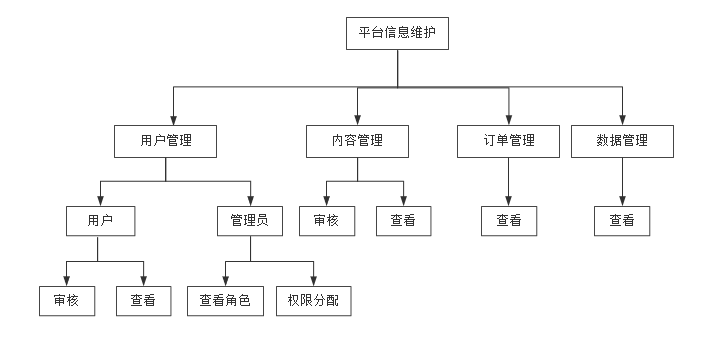 平台信息维护
用户管理
内容管理
订单管理
数据管理
用户
管理员
审核
查看
查看
查看
审核
查看
查看角色
权限分配